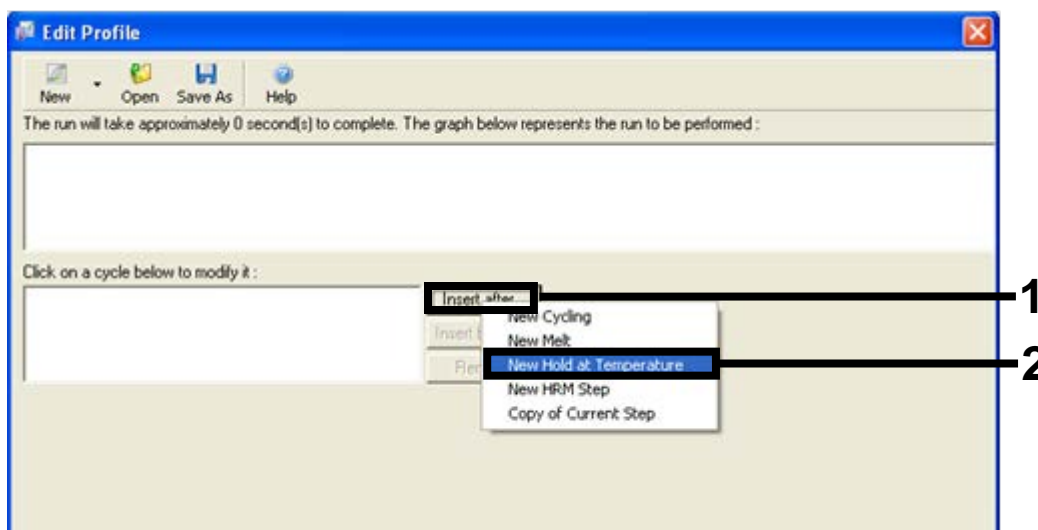 Edit Profile
New Open Save As Help
The run will take approximately 0 second(s) to complete. The graph below represents the run to be performed :
Click on a cycle below to modify it :
Insert after...
1
New Cycling
Insert
New Melt
New Hold at Temperature
2
New HRM Step
Copy of Current Step